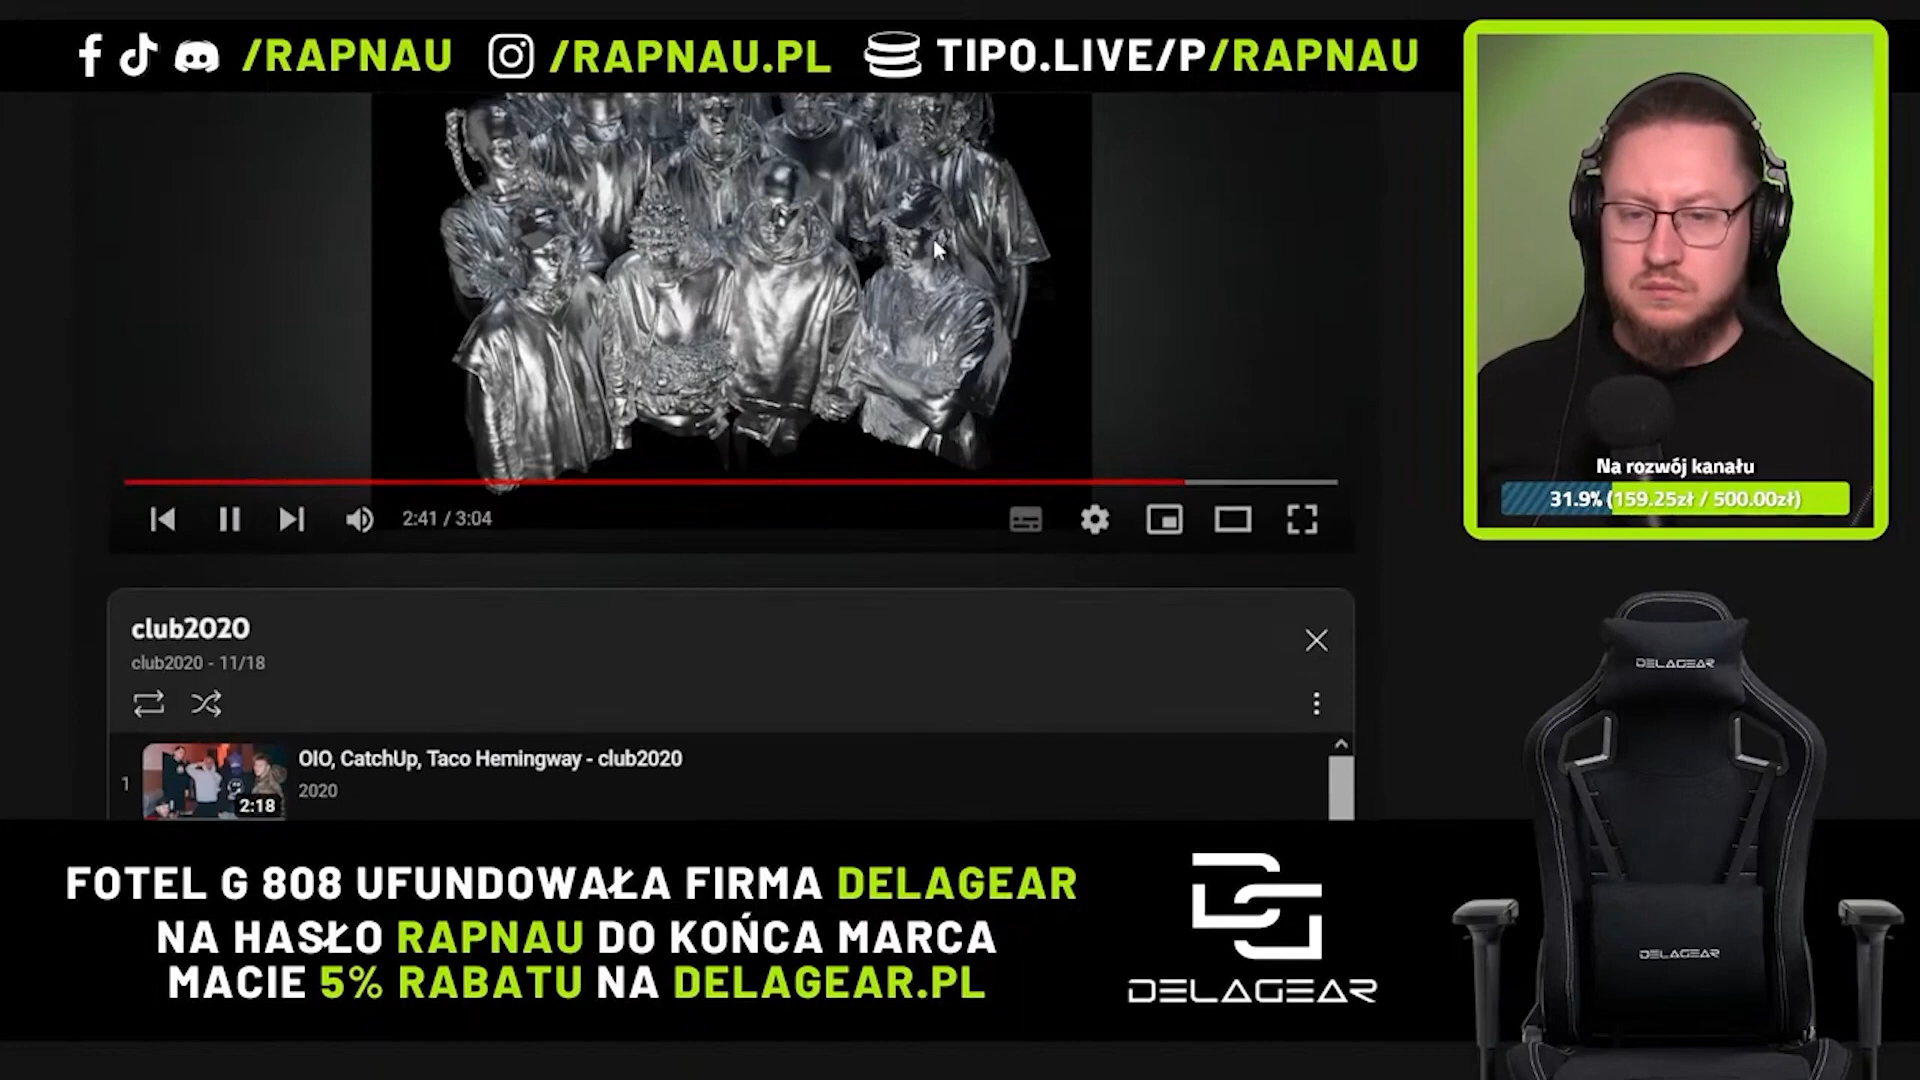 /RAPNAU /RAPNAU.PL TIPO.LIVE/P/RAPNAU
Na rozwój kanału
31.9% (159.25zł / 500.00zł)
2:41 / 3:04
club2020
club2020 - 11/18
1
OIO, CatchUp, Taco Hemingway - club2020
2020
2:18
DELAGEAR
DELAGEAR
FOTEL G 808 UFUNDOWAŁA FIRMA DELAGEAR
NA HASŁO RAPNAU DO KOŃCA MARCA
MACIE 5% RABATU NA DELAGEAR.PL
DELAGEAR